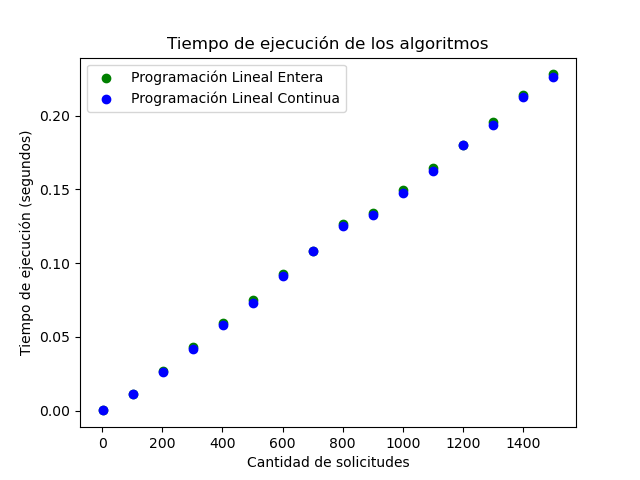 Tiempo de ejecución de los algoritmos
Programación Lineal Entera
Programación Lineal Continua
Tiempo de ejecución (segundos)
0.20
0.15
0.10
0.05
0.00
0 200 400 600 800 1000 1200 1400
Cantidad de solicitudes